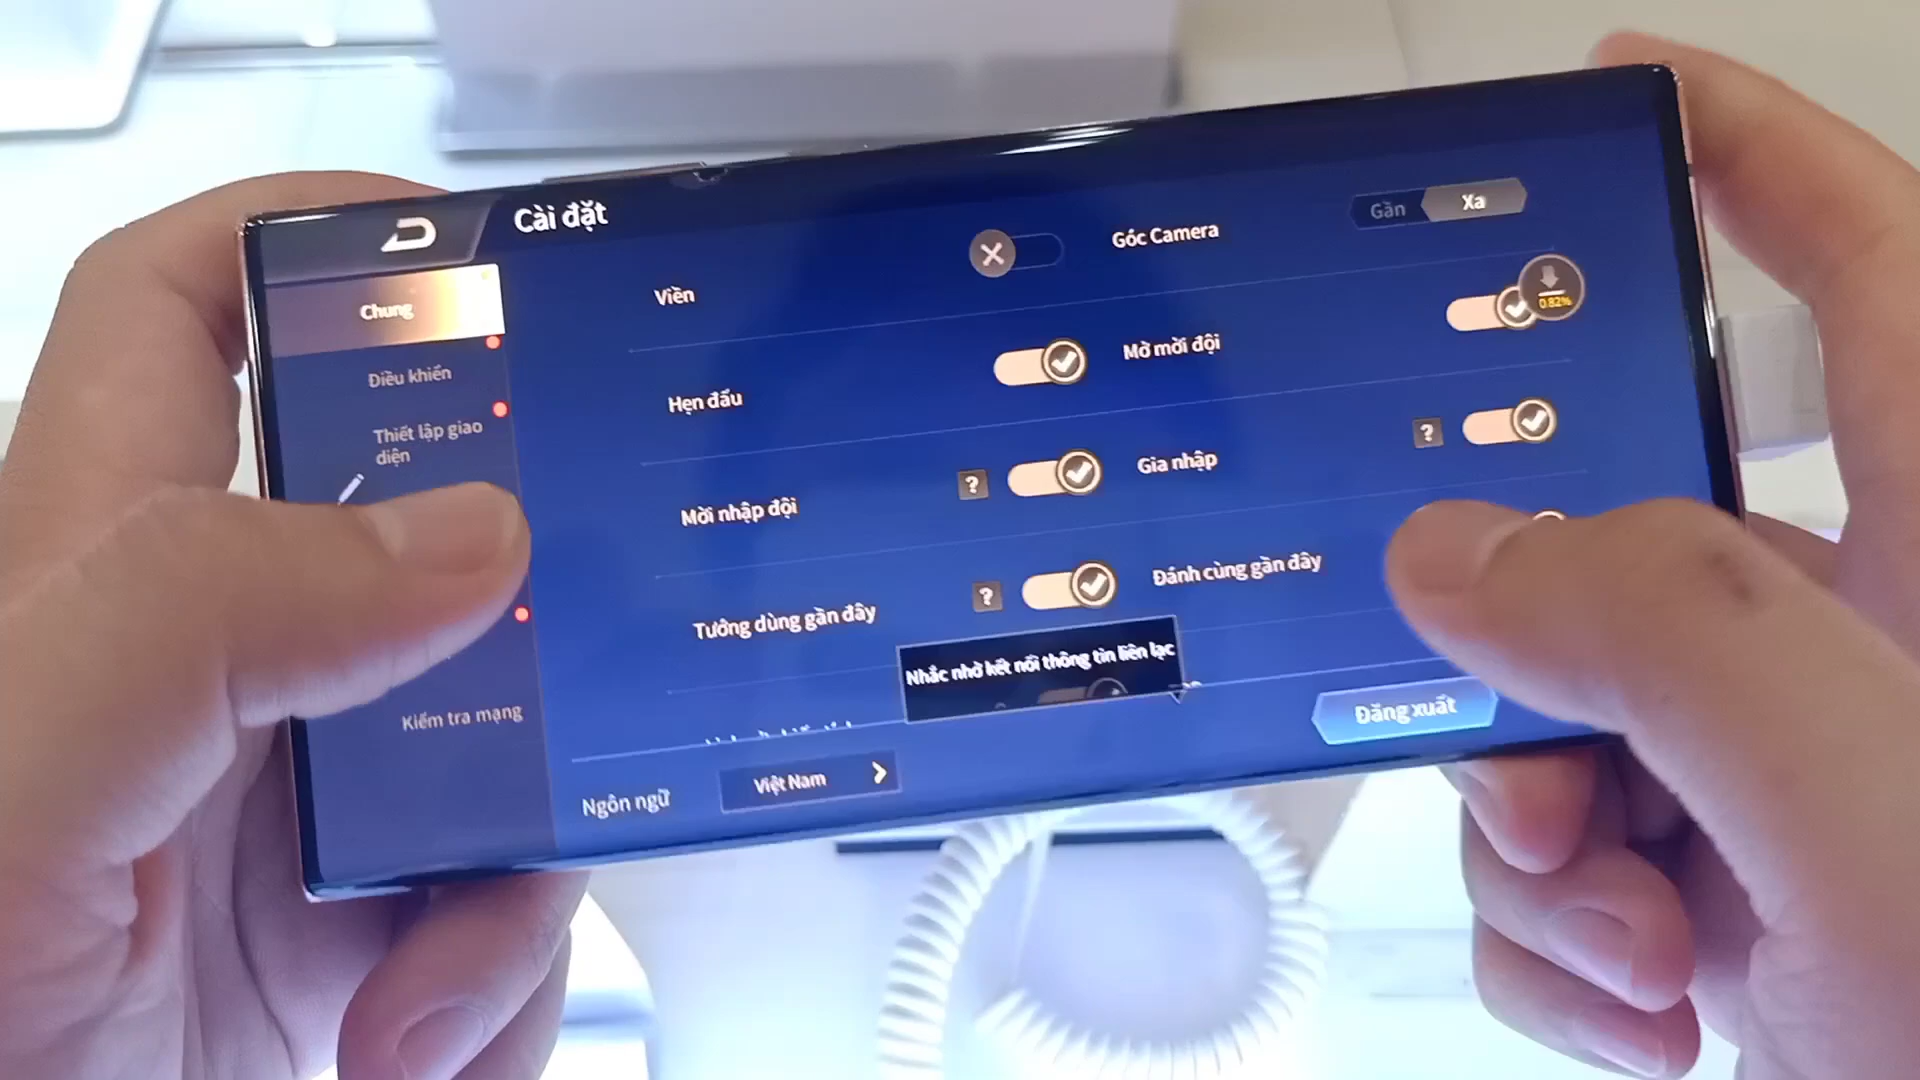 Cài đặt
Chung
Điều khiển
Thiết lập giao
diện
Kiểm tra mạng
Viền
Góc Camera
Gần
Xa
0.82%
Hẹn đấu
Mở mời đội
Mời nhập đội
?
Gia nhập
?
Tướng dùng gần đây
?
Đánh cùng gần đây
Nhắc nhở kết nối thông tin liên lạc
Đăng xuất
Ngôn ngữ
Việt Nam